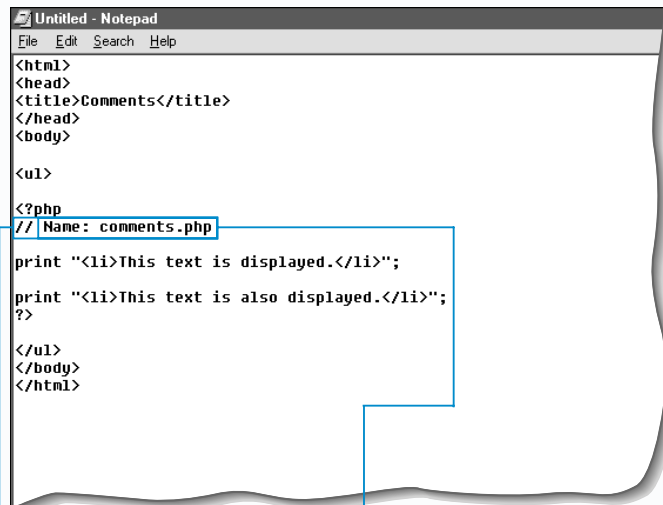 Untitled - Notepad
File Edit Search Help
<html>
<head>
<title>Comments</title>
</head>
<body>
<ul>
<?php
// Name: comments.php
print "<li>This text is displayed.</li>";
print "<li>This text is also displayed.</li>";
?>
</ul>
</body>
</html>